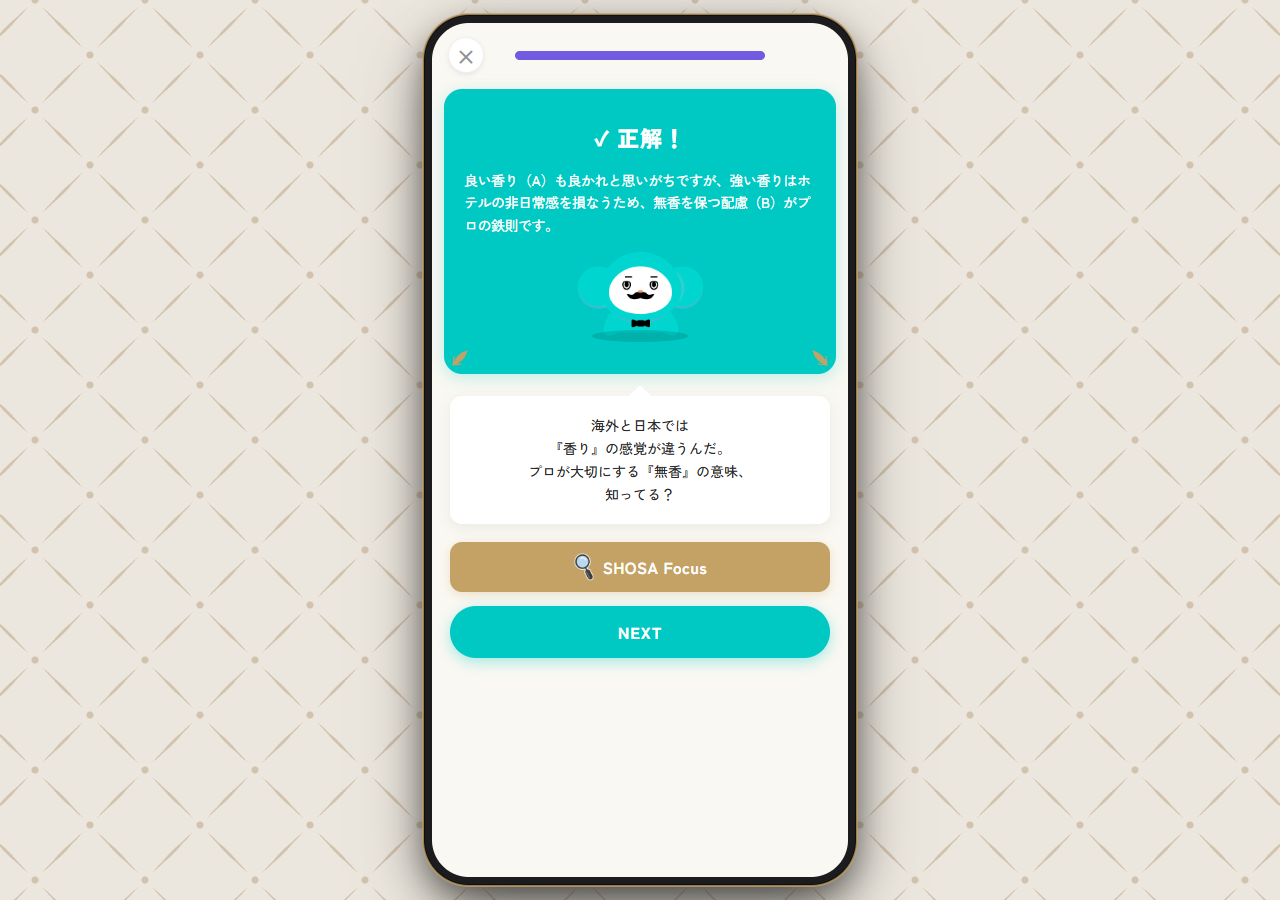 ✓ 正解！
良い香り（A）も良かれと思いがちですが、強い香りはホ
テルの非日常感を損なうため、無香を保つ配慮（B）がプ
ロの鉄則です。
海外と日本では
『香り』の感覚が違うんだ。
プロが大切にする『無香』の意味、
知ってる？
SHOSA Focus
NEXT